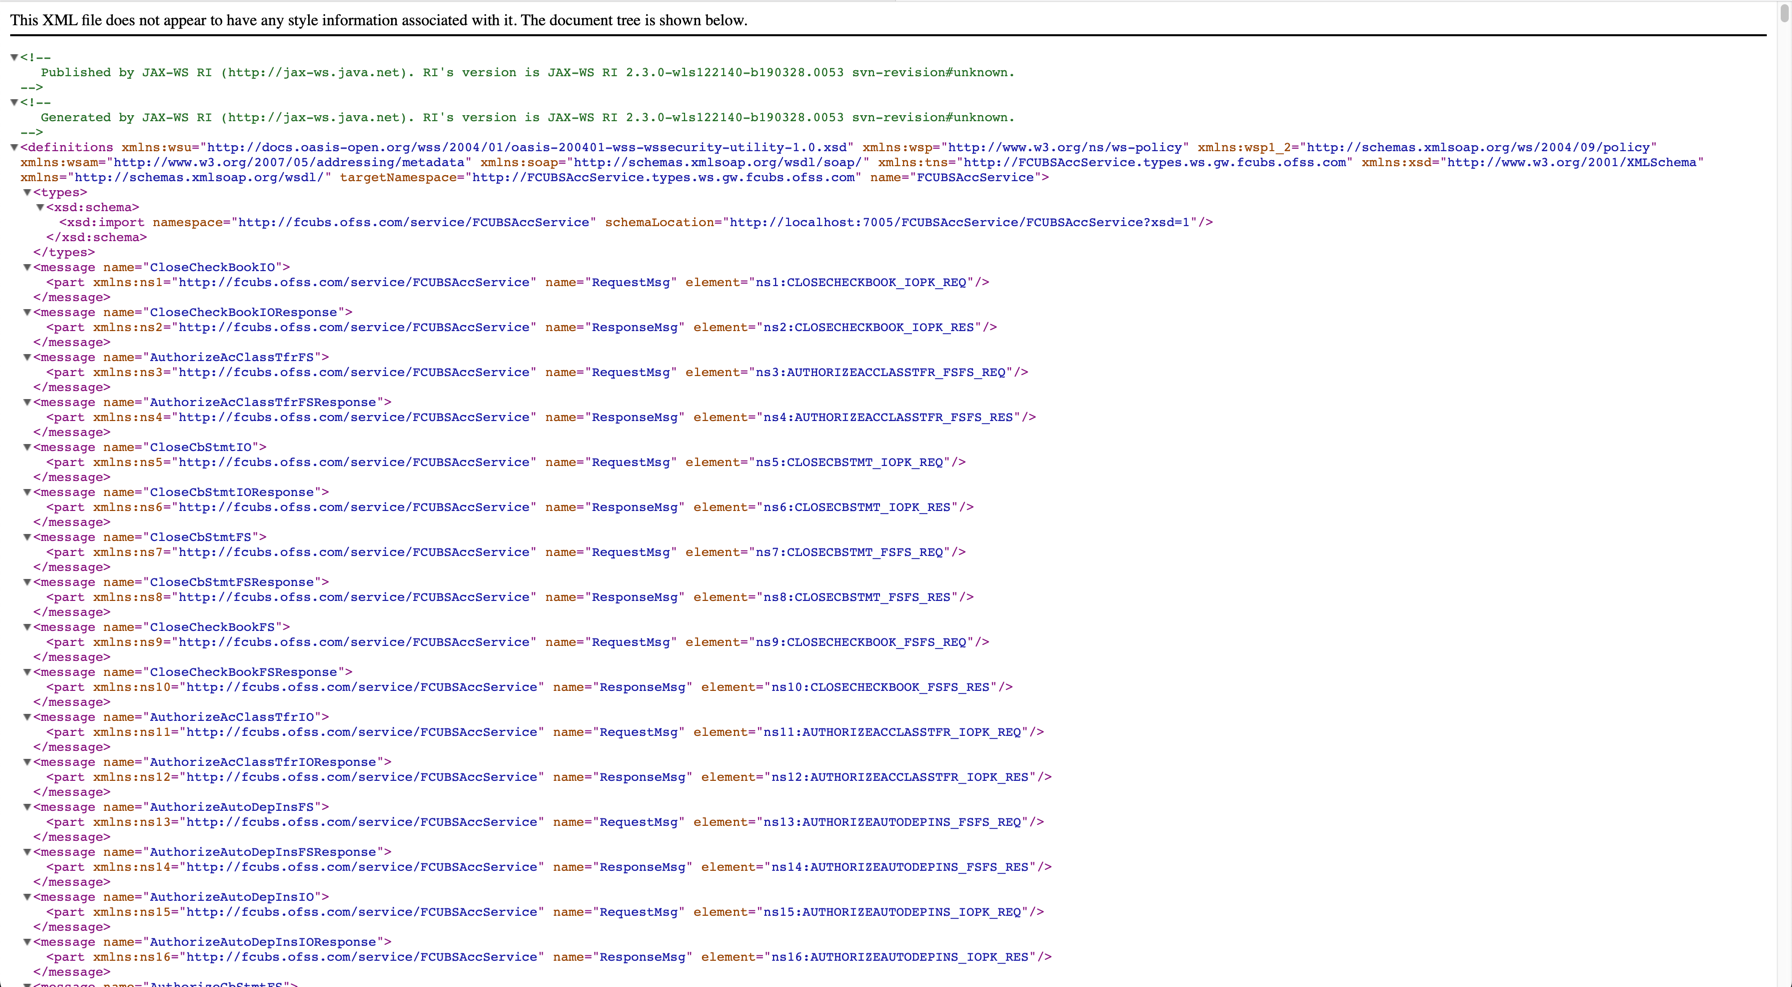 This XML file does not appear to have any style information associated with it. The document tree is shown below.
▼<!--
Published by JAX-WS RI (http://jax-ws.java.net). RI's version is JAX-WS RI 2.3.0-wls122140-b190328.0053 svn-revision#unknown.
-->
▼<!--
Generated by JAX-WS RI (http://jax-ws.java.net). RI's version is JAX-WS RI 2.3.0-wls122140-b190328.0053 svn-revision#unknown.
-->
▼<definitions xmlns:wsu="http://docs.oasis-open.org/wss/2004/01/oasis-200401-wss-wssecurity-utility-1.0.xsd" xmlns:wsp="http://www.w3.org/ns/ws-policy" xmlns:wsp1_2="http://schemas.xmlsoap.org/ws/2004/09/policy"
xmlns:wsam="http://www.w3.org/2007/05/addressing/metadata" xmlns:soap="http://schemas.xmlsoap.org/wsdl/soap/" xmlns:tns="http://FCUBSAccService.types.ws.gw.fcubs.ofss.com" xmlns:xsd="http://www.w3.org/2001/XMLSchema"
xmlns="http://schemas.xmlsoap.org/wsdl/" targetNamespace="http://FCUBSAccService.types.ws.gw.fcubs.ofss.com" name="FCUBSAccService">
▼<types>
▼<xsd:schema>
<xsd:import namespace="http://fcubs.ofss.com/service/FCUBSAccService" schemaLocation="http://localhost:7005/FCUBSAccService/FCUBSAccService?xsd=1"/>
</xsd:schema>
</types>
▼<message name="CloseCheckBookIO">
<part xmlns:ns1="http://fcubs.ofss.com/service/FCUBSAccService" name="RequestMsg" element="ns1:CLOSECHECKBOOK_IOPK_REQ"/>
</message>
▼<message name="CloseCheckBookIOResponse">
<part xmlns:ns2="http://fcubs.ofss.com/service/FCUBSAccService" name="ResponseMsg" element="ns2:CLOSECHECKBOOK_IOPK_RES"/>
</message>
▼<message name="AuthorizeAcClassTfrFS">
<part xmlns:ns3="http://fcubs.ofss.com/service/FCUBSAccService" name="RequestMsg" element="ns3:AUTHORIZEACCLASSTFR_FSFS_REQ"/>
</message>
▼<message name="AuthorizeAcClassTfrFSResponse">
<part xmlns:ns4="http://fcubs.ofss.com/service/FCUBSAccService" name="ResponseMsg" element="ns4:AUTHORIZEACCLASSTFR_FSFS_RES"/>
</message>
▼<message name="CloseCbStmtIO">
<part xmlns:ns5="http://fcubs.ofss.com/service/FCUBSAccService" name="RequestMsg" element="ns5:CLOSECBSTMT_IOPK_REQ"/>
</message>
▼<message name="CloseCbStmtIOResponse">
<part xmlns:ns6="http://fcubs.ofss.com/service/FCUBSAccService" name="ResponseMsg" element="ns6:CLOSECBSTMT_IOPK_RES"/>
</message>
▼<message name="CloseCbStmtFS">
<part xmlns:ns7="http://fcubs.ofss.com/service/FCUBSAccService" name="RequestMsg" element="ns7:CLOSECBSTMT_FSFS_REQ"/>
</message>
▼<message name="CloseCbStmtFSResponse">
<part xmlns:ns8="http://fcubs.ofss.com/service/FCUBSAccService" name="ResponseMsg" element="ns8:CLOSECBSTMT_FSFS_RES"/>
</message>
▼<message name="CloseCheckBookFS">
<part xmlns:ns9="http://fcubs.ofss.com/service/FCUBSAccService" name="RequestMsg" element="ns9:CLOSECHECKBOOK_FSFS_REQ"/>
</message>
▼<message name="CloseCheckBookFSResponse">
<part xmlns:ns10="http://fcubs.ofss.com/service/FCUBSAccService" name="ResponseMsg" element="ns10:CLOSECHECKBOOK_FSFS_RES"/>
</message>
▼<message name="AuthorizeAcClassTfrIO">
<part xmlns:ns11="http://fcubs.ofss.com/service/FCUBSAccService" name="RequestMsg" element="ns11:AUTHORIZEACCLASSTFR_IOPK_REQ"/>
</message>
▼<message name="AuthorizeAcClassTfrIOResponse">
<part xmlns:ns12="http://fcubs.ofss.com/service/FCUBSAccService" name="ResponseMsg" element="ns12:AUTHORIZEACCLASSTFR_IOPK_RES"/>
</message>
▼<message name="AuthorizeAutoDepInsFS">
<part xmlns:ns13="http://fcubs.ofss.com/service/FCUBSAccService" name="RequestMsg" element="ns13:AUTHORIZEAUTODEPINS_FSFS_REQ"/>
</message>
▼<message name="AuthorizeAutoDepInsFSResponse">
<part xmlns:ns14="http://fcubs.ofss.com/service/FCUBSAccService" name="ResponseMsg" element="ns14:AUTHORIZEAUTODEPINS_FSFS_RES"/>
</message>
▼<message name="AuthorizeAutoDepInsIO">
<part xmlns:ns15="http://fcubs.ofss.com/service/FCUBSAccService" name="RequestMsg" element="ns15:AUTHORIZEAUTODEPINS_IOPK_REQ"/>
</message>
▼<message name="AuthorizeAutoDepInsIOResponse">
<part xmlns:ns16="http://fcubs.ofss.com/service/FCUBSAccService" name="ResponseMsg" element="ns16:AUTHORIZEAUTODEPINS_IOPK_RES"/>
</message>
▼<message name="AuthorizeCbStmtFS">